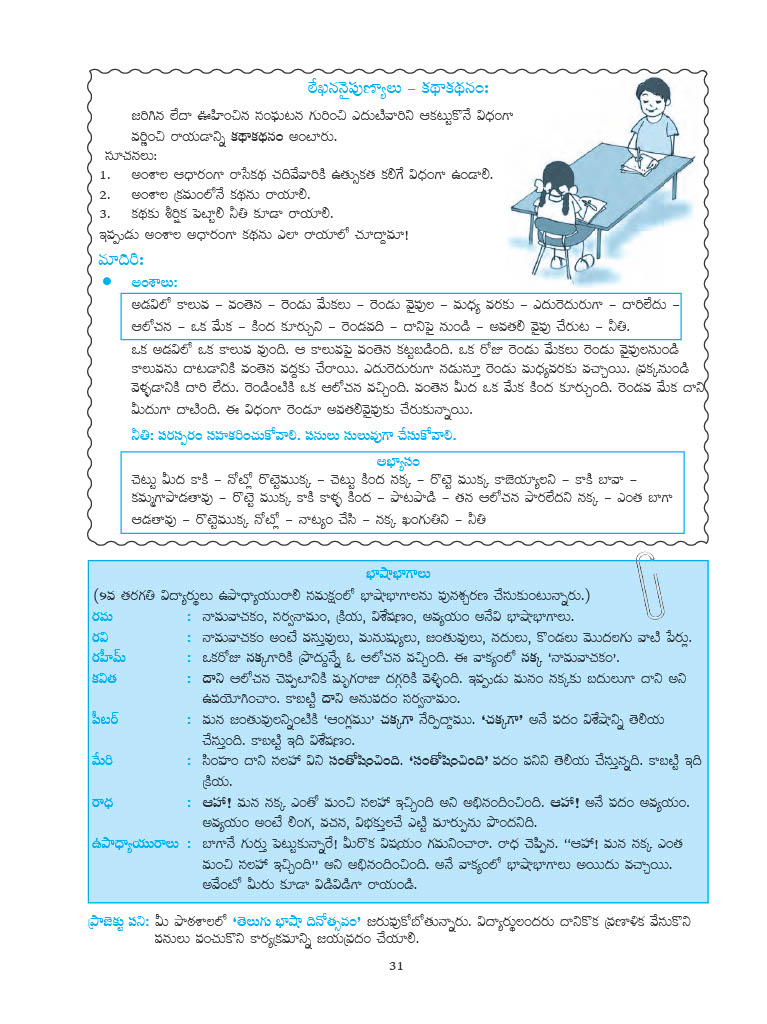 లేఖననైపుణ్యాలు – కథాకథనం:
జరిగిన లేదా ఊహించిన సంఘటన గురించి ఎదుటివారిని ఆకట్టుకొనే విధంగా
వర్ణించి రాయడాన్ని కథాకథనం అంటారు.
సూచనలు:
1. అంశాల ఆధారంగా రాసేకథ చదివేవారికి ఉత్సుకత కలిగే విధంగా ఉండాలి.
2. అంశాల క్రమంలోనే కథను రాయాలి.
3. కథకు శీర్షిక పెట్టాలి నీతి కూడా రాయాలి.
ఇప్పుడు అంశాల అధారంగా కథను ఎలా రాయాలో చూద్దామా!
మాదిరి:
● అంశాలు:
అడవిలో కాలువ – వంతెన – రెండు మేకలు – రెండు వైపుల – మధ్య వరకు – ఎదురెదురుగా – దారిలేదు –
ఆలోచన – ఒక మేక – కింద కూర్చుని – రెండవది – దానిపై నుండి – అవతలి వైపు చేరుట – నీతి.
ఒక అడవిలో ఒక కాలువ వుంది. ఆ కాలువపై వంతెన కట్టబడింది. ఒక రోజు రెండు మేకలు రెండు వైపులనుండి
కాలువను దాటడానికి వంతెన వద్దకు చేరాయి. ఎదురెదురుగా నడుస్తూ రెండు మధ్యవరకు వచ్చాయి. ప్రక్కనుండి
వెళ్ళడానికి దారి లేదు. రెండింటికి ఒక ఆలోచన వచ్చింది. వంతెన మీద ఒక మేక కింద కూర్చుంది. రెండవ మేక దాని
మీదుగా దాటింది. ఈ విధంగా రెండూ అవతలివైపుకు చేరుకున్నాయి.
నీతి: పరస్పరం సహకరించుకోవాలి. పనులు సులువుగా చేసుకోవాలి.
అభ్యాసం
చెట్టు మీద కాకి – నోట్లో రొట్టెముక్క – చెట్టు కింద నక్క – రొట్టె ముక్క కాజెయ్యాలని – కాకి బావా –
కమ్మగాపాడతావు – రొట్టె ముక్క కాకి కాళ్ళ కింద – పాటపాడి – తన ఆలోచన పారలేదని నక్క – ఎంత బాగా
ఆడతావు – రొట్టెముక్క నోట్లో – నాట్యం చేసి – నక్క ఖంగుతిని – నీతి
భాషాభాగాలు
(9వ తరగతి విద్యార్థులు ఉపాధ్యాయురాలి సమక్షంలో భాషాభాగాలను పునశ్చరణ చేసుకుంటున్నారు.)
రమ : నామవాచకం, సర్వనామం, క్రియ, విశేషణం, అవ్యయం అనేవి భాషాభాగాలు.
రవి : నామవాచకం అంటే వస్తువులు, మనుష్యులు, జంతువులు, నదులు, కొండలు మొదలగు వాటి పేర్లు.
రహీమ్ : ఒకరోజు నక్కగారికి ప్రొద్దున్నే ఓ ఆలోచన వచ్చింది. ఈ వాక్యంలో నక్క ‘నామవాచకం’.
కవిత : దాని ఆలోచన చెప్పటానికి మృగరాజు దగ్గరికి వెళ్ళింది. ఇప్పుడు మనం నక్కకు బదులుగా దాని అని
ఉపయోగించాం. కాబట్టి దాని అనుపదం సర్వనామం.
పీటర్ : మన జంతువులన్నింటికి ‘ఆంగ్లము’ చక్కగా నేర్పిద్దాము. ‘చక్కగా’ అనే పదం విశేషాన్ని తెలియ
చేస్తుంది. కాబట్టి ఇది విశేషణం.
మేరి : సింహం దాని సలహా విని సంతోషించింది. ‘సంతోషించింది’ పదం పనిని తెలియ చేస్తున్నది. కాబట్టి ఇది
క్రియ.
రాధ : ఆహా! మన నక్క ఎంతో మంచి సలహా ఇచ్చింది అని అభినందించింది. ఆహా! అనే పదం అవ్యయం.
అవ్యయం అంటే లింగ, వచన, విభక్తులచే ఎట్టి మార్పును పొందనిది.
ఉపాధ్యాయురాలు : బాగానే గుర్తు పెట్టుకున్నారే! మీరొక విషయం గమనించారా. రాధ చెప్పిన. “ఆహా! మన నక్క ఎంత
మంచి సలహా ఇచ్చింది” అని అభినందించింది. అనే వాక్యంలో భాషాభాగాలు అయిదు వచ్చాయి.
అవేంటో మీరు కూడా విడివిడిగా రాయండి.
ప్రాజెక్టు పని: మీ పాఠశాలలో ‘తెలుగు భాషా దినోత్సవం’ జరుపుకోబోతున్నారు. విద్యార్థులందరు దానికొక ప్రణాళిక వేసుకొని
పనులు పంచుకొని కార్యక్రమాన్ని జయప్రదం చేయాలి.
31